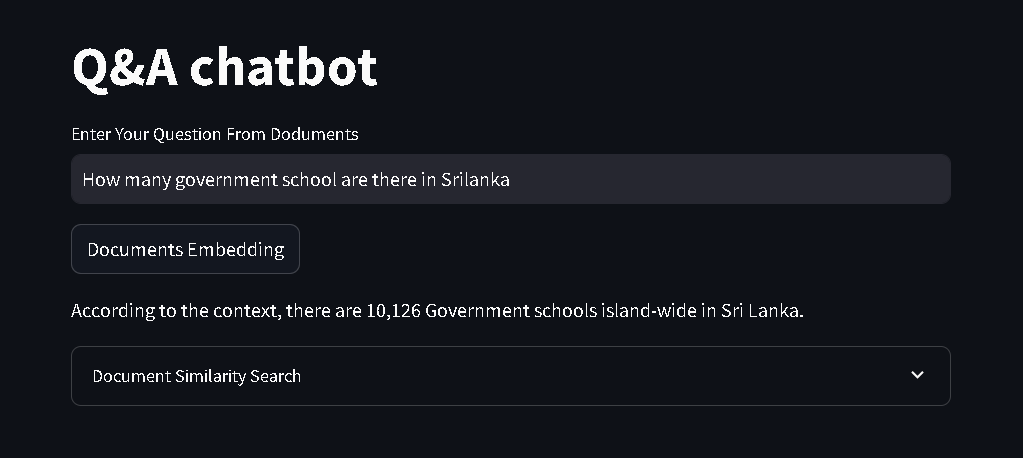 Q&A chatbot
Enter Your Question From Doduments
How many government school are there in Srilanka
Documents Embedding
According to the context, there are 10,126 Government schools island-wide in Sri Lanka.
Document Similarity Search